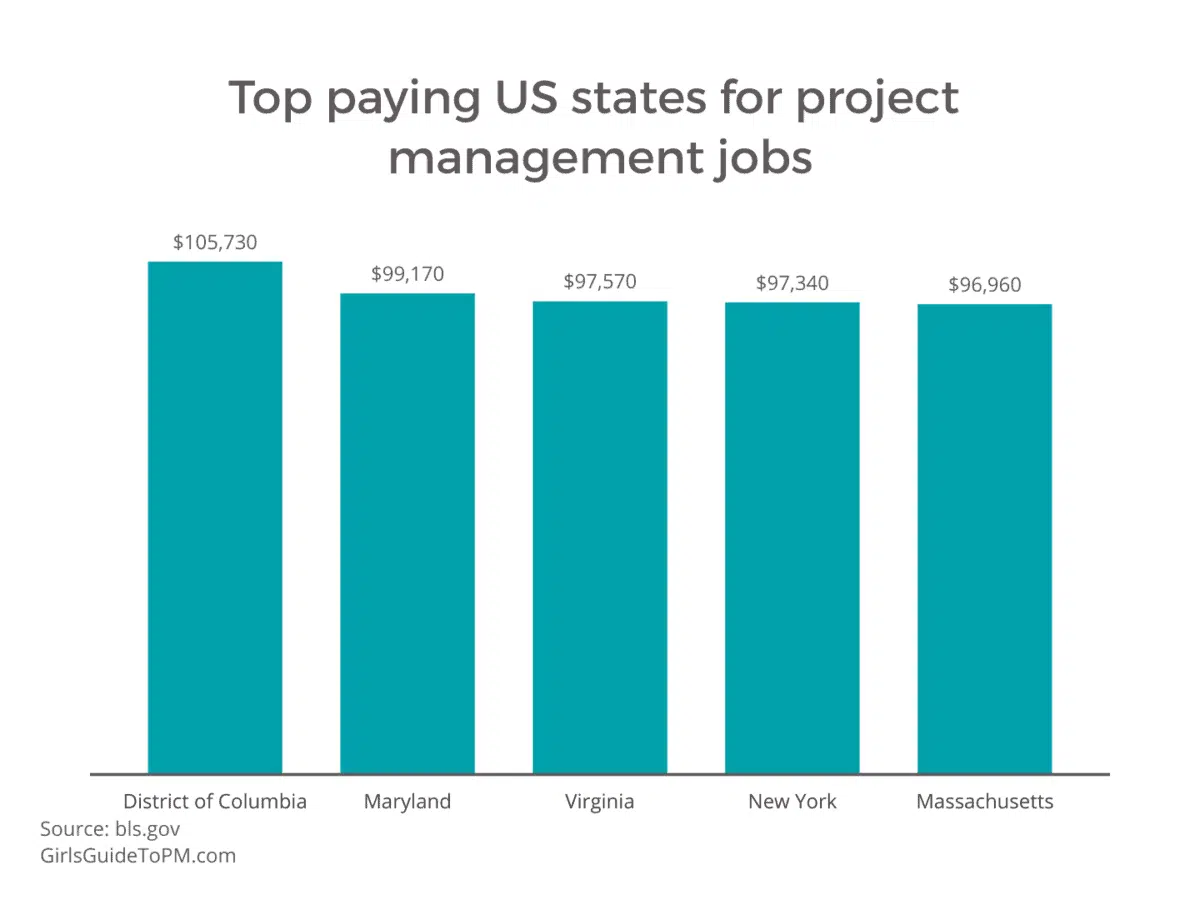 Top paying US states for project
management jobs
$105,730
$99,170
$97,570
$97,340
$96,960
District of Columbia
Maryland
Virginia
New York
Massachusetts
Source: bls.gov
GirlsGuideToPM.com